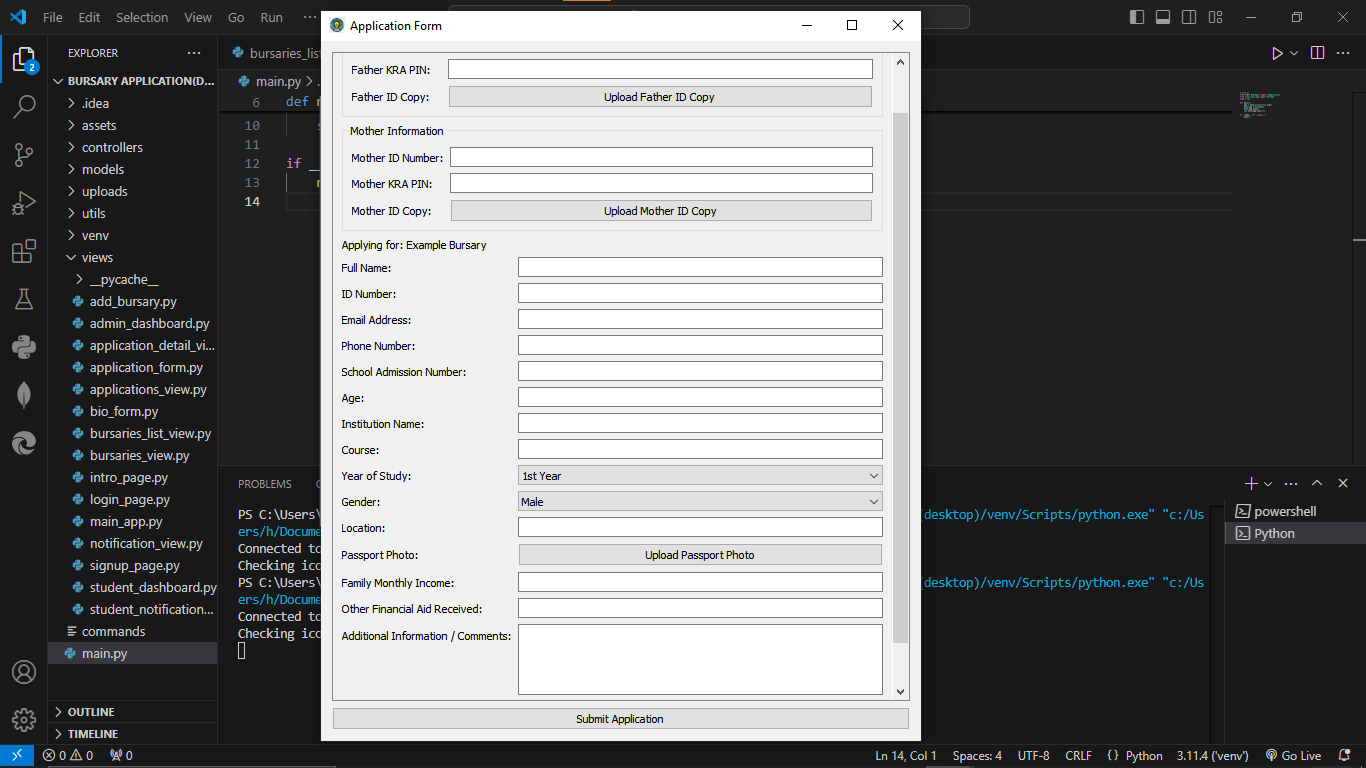 File Edit Selection View Go Run ···
Application Form
EXPLORER
BURSARY APPLICATION(D...
.idea
assets
controllers
models
uploads
utils
venv
views
__pycache__
add_bursary.py
admin_dashboard.py
application_detail_vi...
application_form.py
applications_view.py
bio_form.py
bursaries_list_view.py
bursaries_view.py
intro_page.py
login_page.py
main_app.py
notification_view.py
signup_page.py
student_dashboard.py
student_notification...
commands
main.py
OUTLINE
TIMELINE
2
bursaries_list
main.py > .
6 def
10
11
12 if
13
14
Father KRA PIN:
Father ID Copy: Upload Father ID Copy
Mother Information
Mother ID Number:
Mother KRA PIN:
Mother ID Copy: Upload Mother ID Copy
Applying for: Example Bursary
Full Name:
ID Number:
Email Address:
Phone Number:
School Admission Number:
Age:
Institution Name:
Course:
Year of Study: 1st Year
Gender: Male
Location:
Passport Photo: Upload Passport Photo
Family Monthly Income:
Other Financial Aid Received:
Additional Information / Comments:
Submit Application
PROBLEMS
PS C:\Users\ (desktop)/venv/Scripts/python.exe" "c:/Us
ers/h/Docume
Connected to
Checking ico
PS C:\Users\ (desktop)/venv/Scripts/python.exe" "c:/Us
ers/h/Docume
Connected to
Checking ico
powershell
Python
0 0 0 Ln 14, Col 1 Spaces: 4 UTF-8 CRLF {} Python 3.11.4 ('venv') Go Live